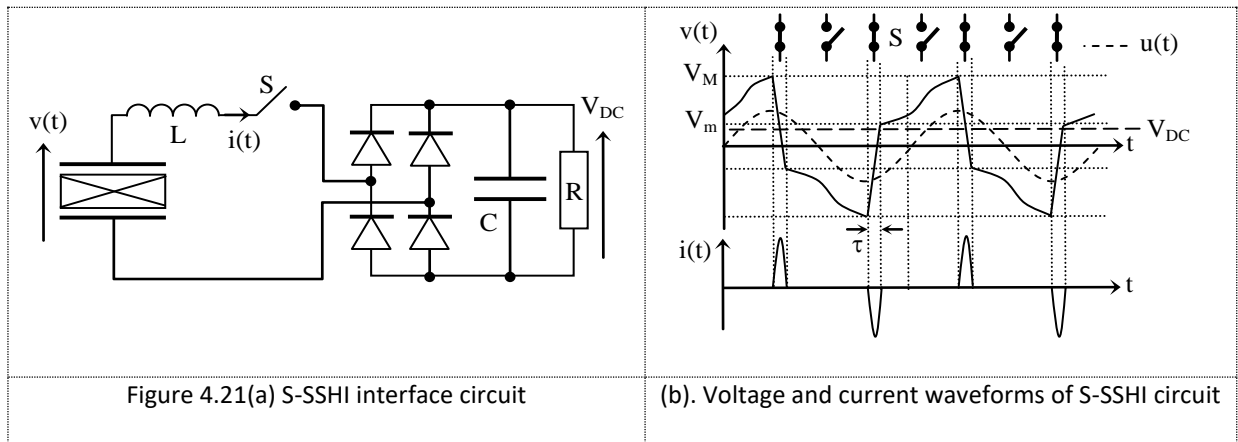 S
v(t)
L
i(t)
V_DC
C
R
v(t)
S
u(t)
V_M
V_m
V_DC
t
τ
i(t)
t
Figure 4.21(a) S-SSHI interface circuit
(b). Voltage and current waveforms of S-SSHI circuit